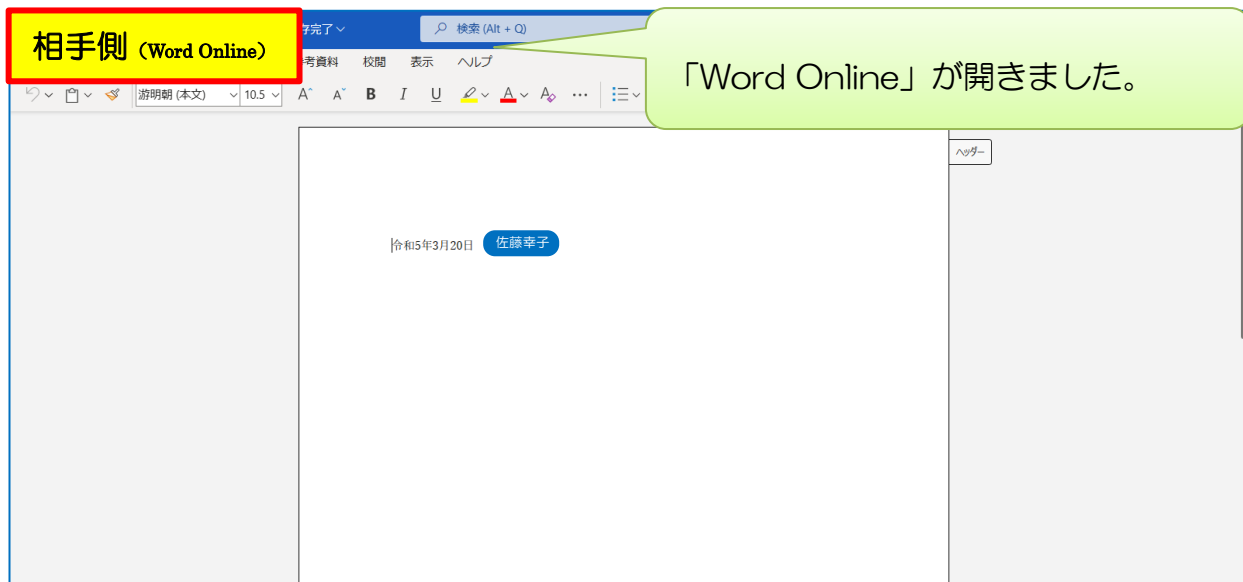 相手側（Word Online）
存完了
検索 (Alt + Q)
「Word Online」が開きました。
考資料 校閲 表示 ヘルプ
游明朝 (本文) 10.5 A A B I U A A ...
ヘッダー
令和5年3月20日 佐藤幸子